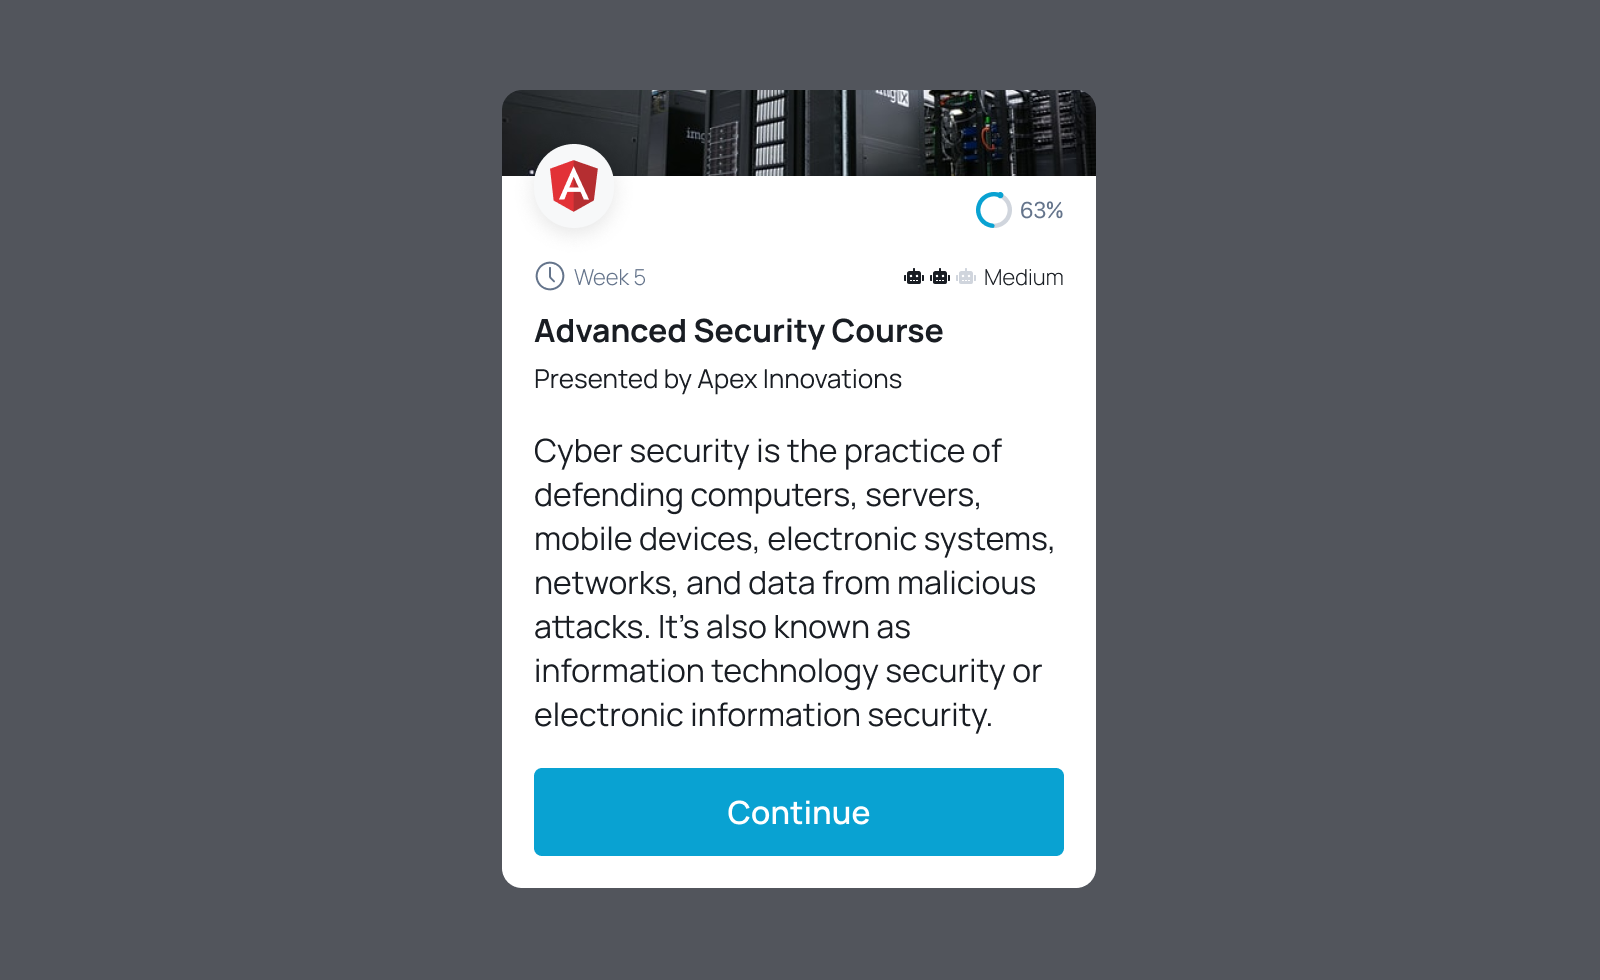 63%
Week 5
Medium
Advanced Security Course
Presented by Apex Innovations
Cyber security is the practice of
defending computers, servers,
mobile devices, electronic systems,
networks, and data from malicious
attacks. It’s also known as
information technology security or
electronic information security.
Continue